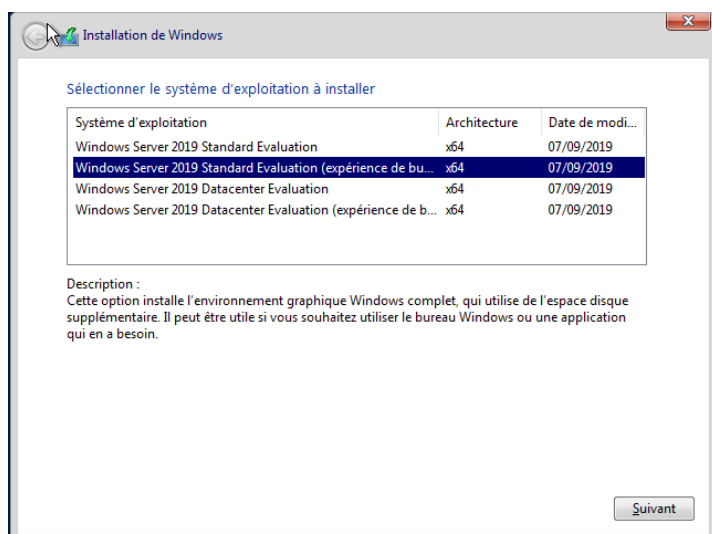 Installation de Windows
Sélectionner le système d'exploitation à installer
Système d'exploitation Architecture Date de modi...
Windows Server 2019 Standard Evaluation x64 07/09/2019
Windows Server 2019 Standard Evaluation (expérience de bu... x64 07/09/2019
Windows Server 2019 Datacenter Evaluation x64 07/09/2019
Windows Server 2019 Datacenter Evaluation (expérience de b... x64 07/09/2019
Description :
Cette option installe l'environnement graphique Windows complet, qui utilise de l'espace disque
supplémentaire. Il peut être utile si vous souhaitez utiliser le bureau Windows ou une application
qui en a besoin.
Suivant